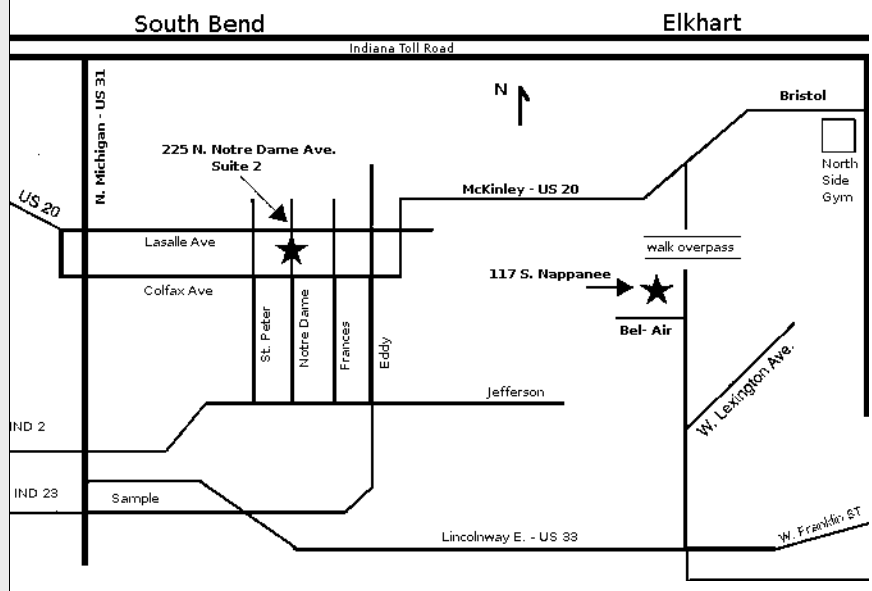 South Bend
Elkhart
Indiana Toll Road
N. Michigan - US 31
N
Bristol
225 N. Notre Dame Ave.
Suite 2
North
Side
Gym
US 20
McKinley - US 20
Lasalle Ave
walk overpass
117 S. Nappanee
Colfax Ave
St. Peter
Notre Dame
Frances
Eddy
Bel- Air
W. Lexington Ave.
Jefferson
IND 2
IND 23
Sample
Lincolnway E. - US 33
W. Franklin ST